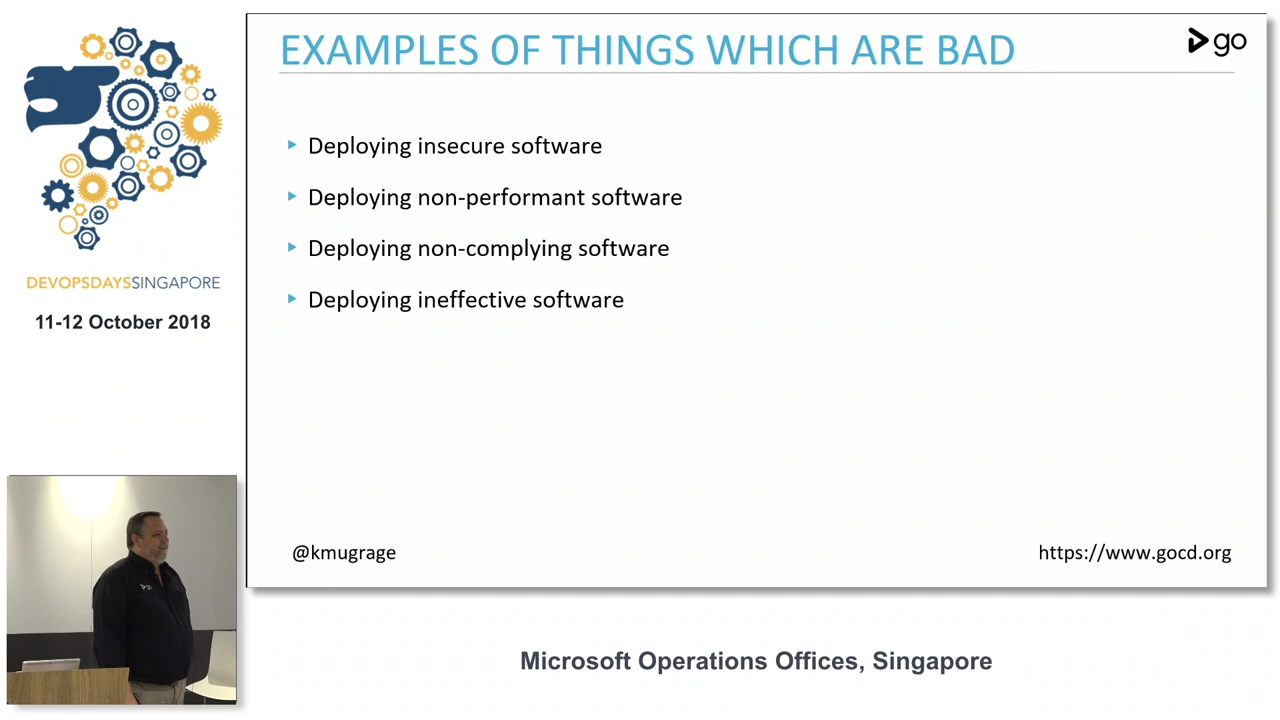 EXAMPLES OF THINGS WHICH ARE BAD
go
Deploying insecure software
Deploying non-performant software
Deploying non-complying software
Deploying ineffective software
@kmugrage
https://www.gocd.org
DEVOPSDAYSSINGAPORE
11-12 October 2018
Microsoft Operations Offices, Singapore